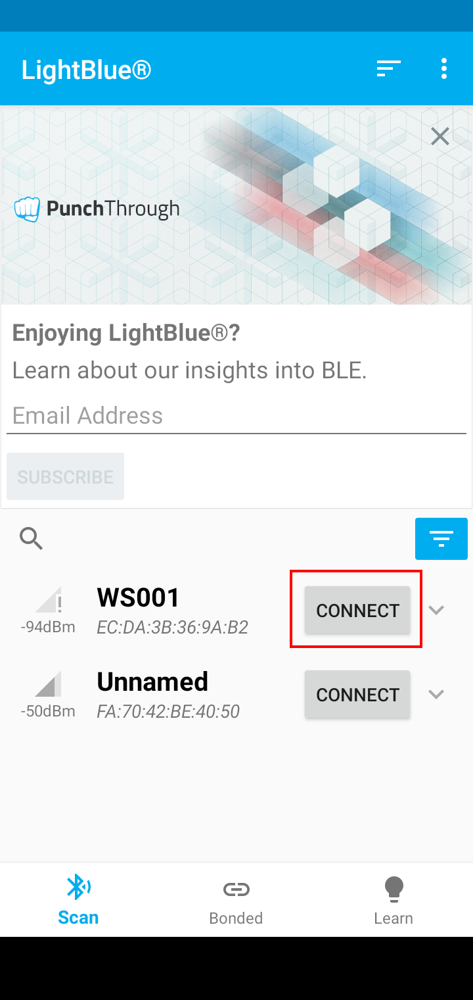 LightBlue®
PunchThrough
Enjoying LightBlue®?
Learn about our insights into BLE.
Email Address
SUBSCRIBE
WS001
CONNECT
-94dBm
EC:DA:3B:36:9A:B2
Unnamed
CONNECT
-50dBm
FA:70:42:BE:40:50
Scan
Bonded
Learn